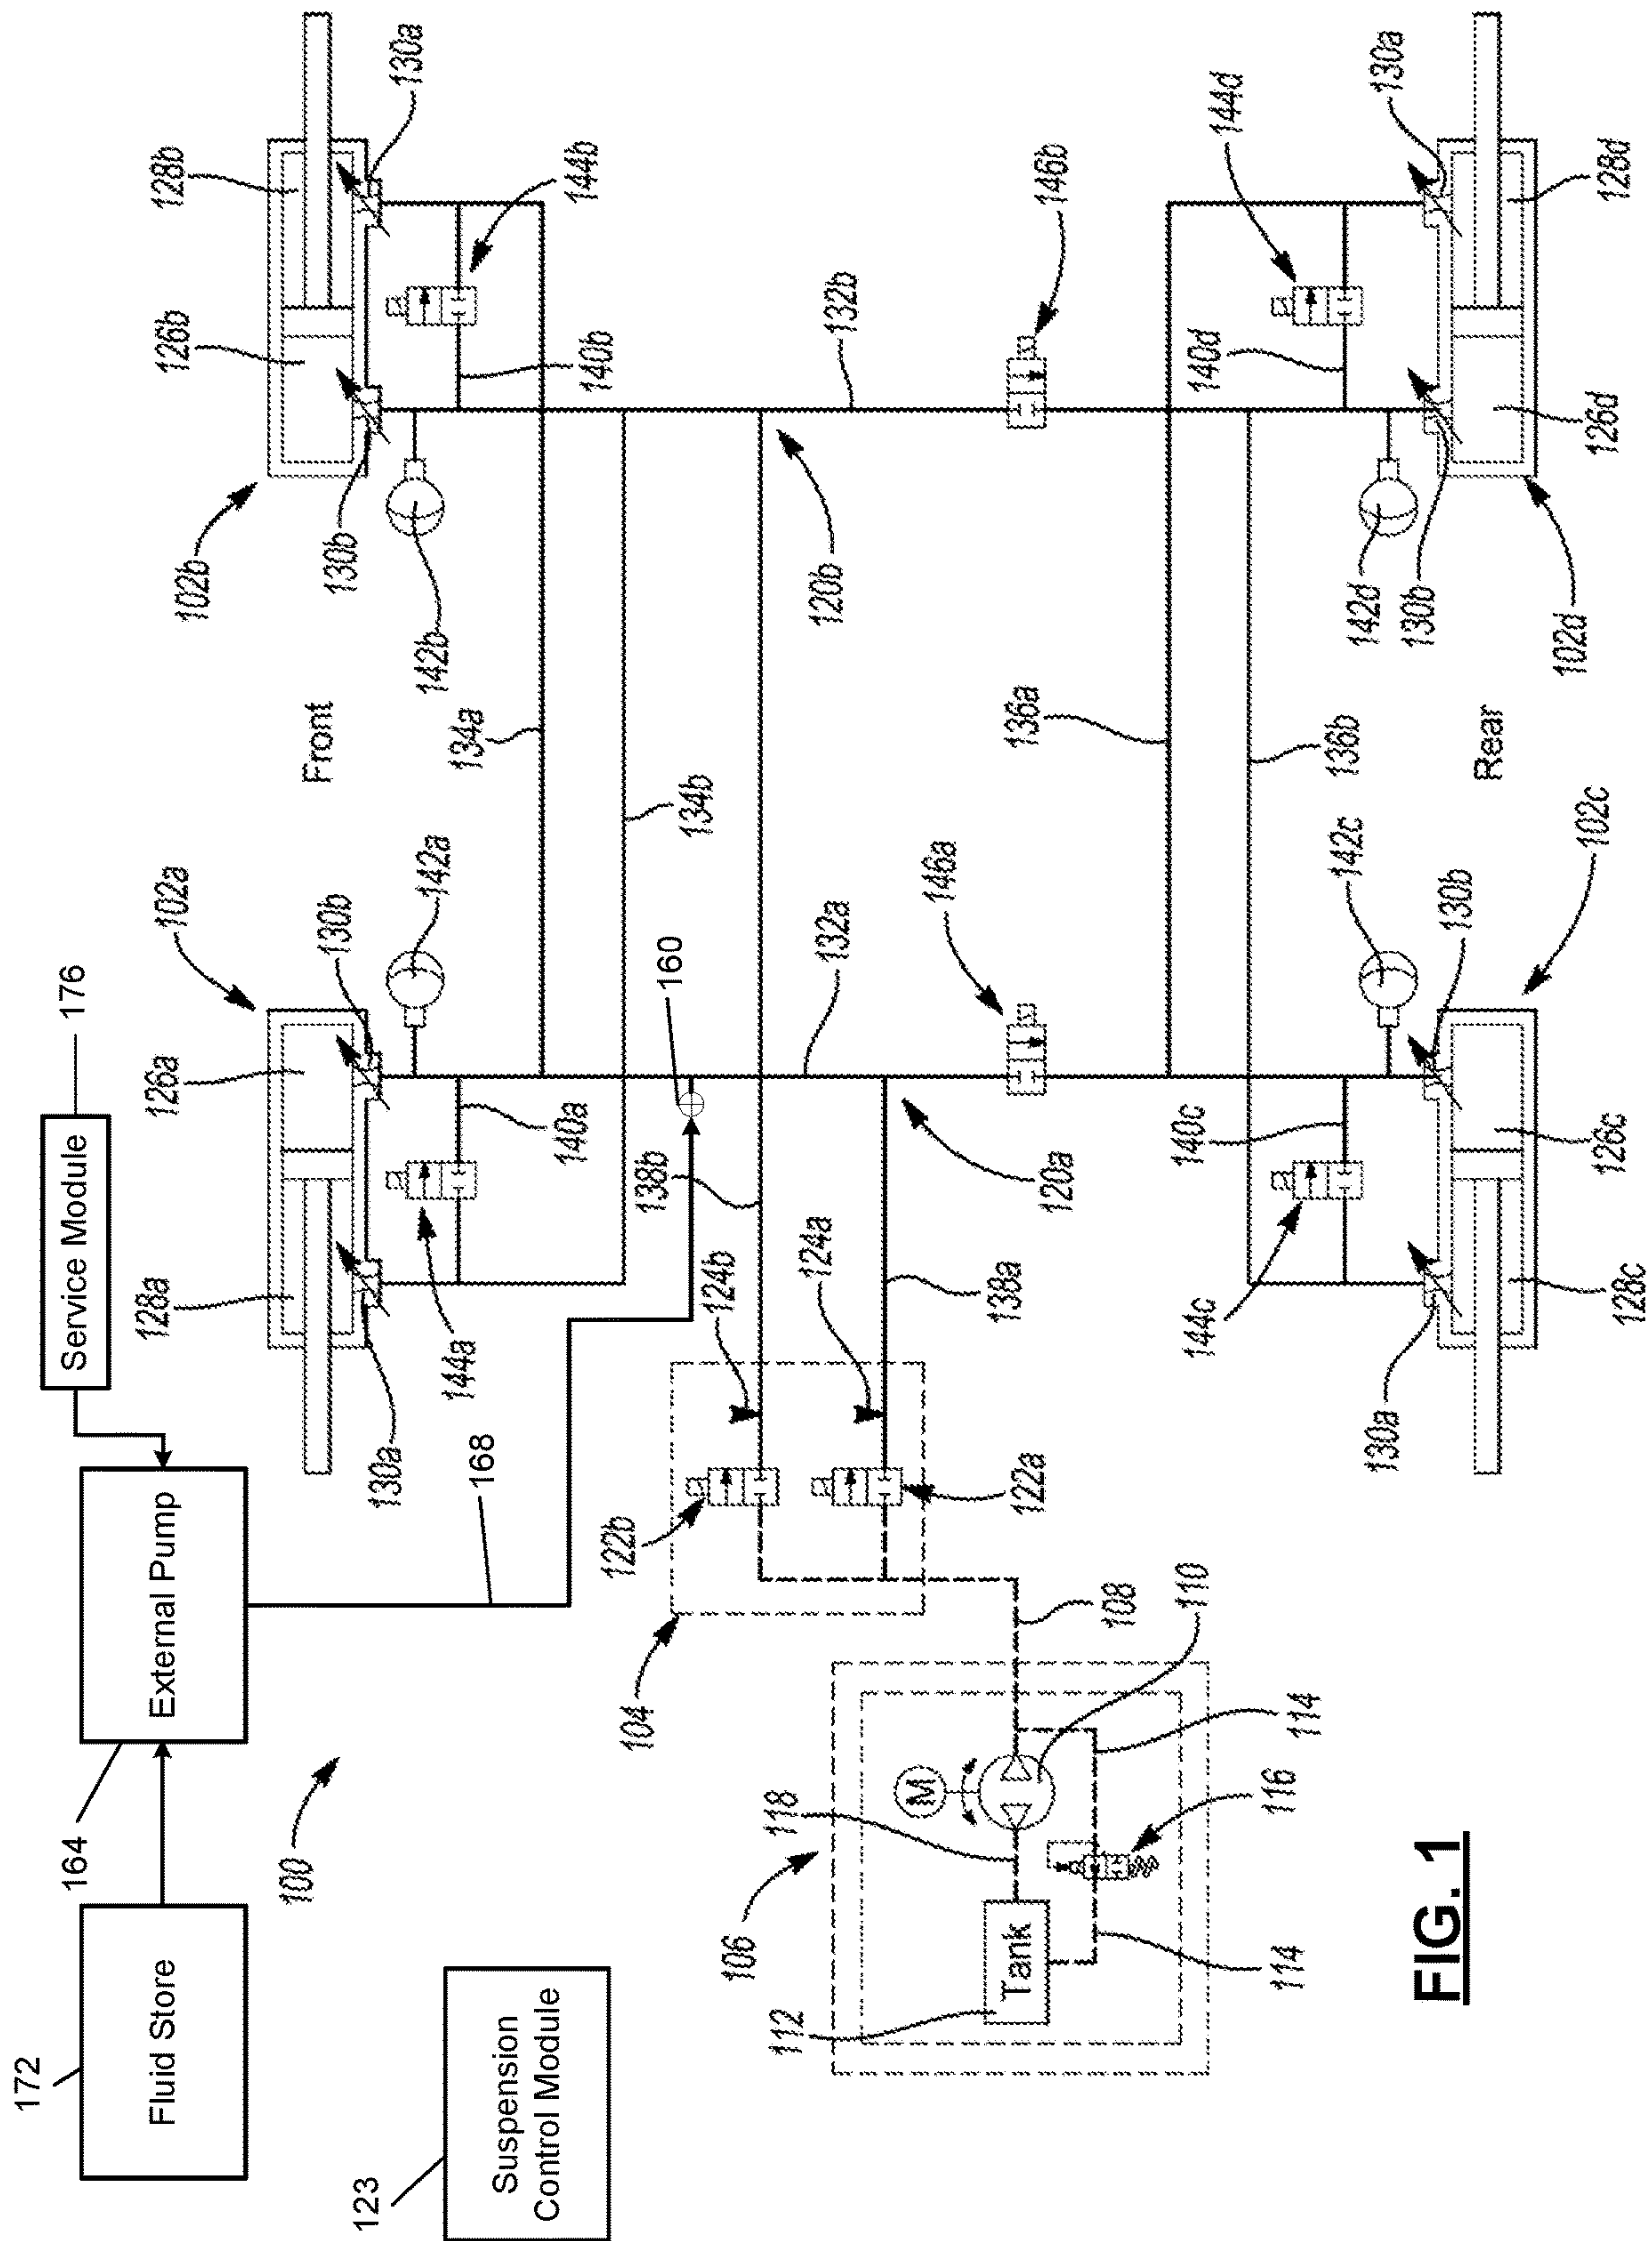 Fluid Store
172
External Pump
164
Service Module
176
Suspension
Control Module
123
100
168
128a
126a
102a
130a
130b
144a
140a
142a
Front
134a
134b
102b
126b
128b
130b
130a
142b
140b
144b
160
138b
124b
124a
138a
132a
120a
120b
132b
146a
146b
122b
122a
104
108
110
M
118
114
116
106
Tank
112
114
136a
136b
Rear
144c
140c
142c
130a
130b
128c
126c
102c
144d
140d
142d
130b
130a
102d
126d
128d
FIG. 1